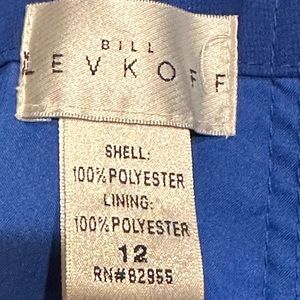 BILL
LEVKOFF
SHELL:
100%POLYESTER
LINING:
100%POLYESTER
12
RN#82955